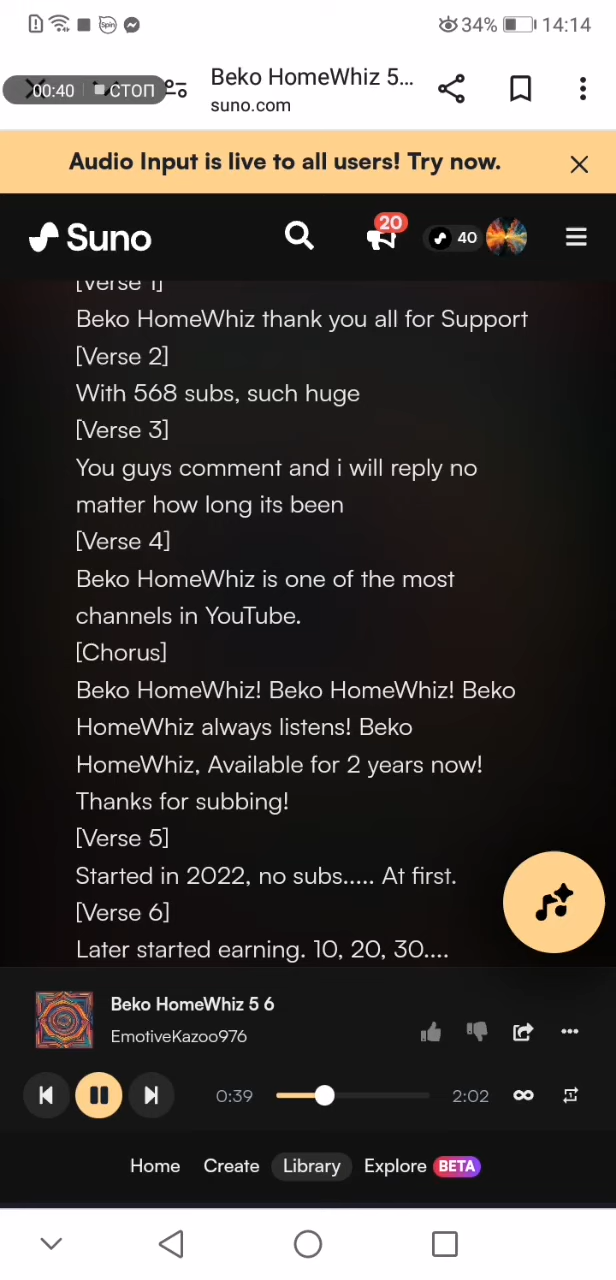 34% 14:14
00:40 СТОП
Beko HomeWhiz 5...
suno.com
Audio Input is live to all users! Try now.
Suno
20
40
[Verse 1]
Beko HomeWhiz thank you all for Support
[Verse 2]
With 568 subs, such huge
[Verse 3]
You guys comment and i will reply no
matter how long its been
[Verse 4]
Beko HomeWhiz is one of the most
channels in YouTube.
[Chorus]
Beko HomeWhiz! Beko HomeWhiz! Beko
HomeWhiz always listens! Beko
HomeWhiz, Available for 2 years now!
Thanks for subbing!
[Verse 5]
Started in 2022, no subs..... At first.
[Verse 6]
Later started earning. 10, 20, 30....
Beko HomeWhiz 5 6
EmotiveKazoo976
0:39 2:02
Home Create Library Explore BETA